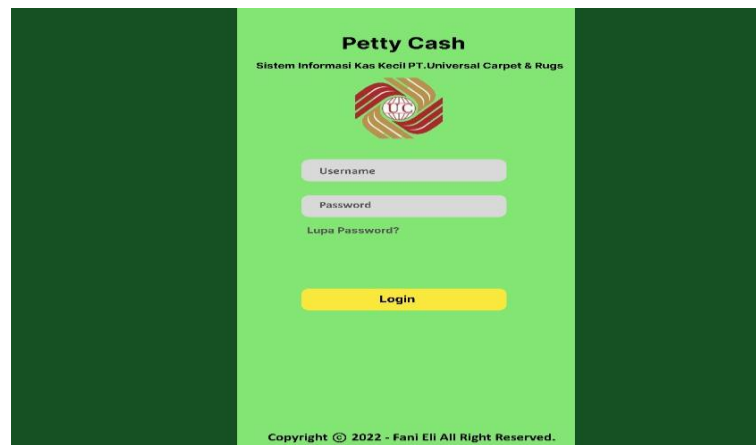 Petty Cash
Sistem Informasi Kas Kecil PT.Universal Carpet & Rugs
UC
Username
Password
Lupa Password?
Login
Copyright © 2022 - Fani Eli All Right Reserved.